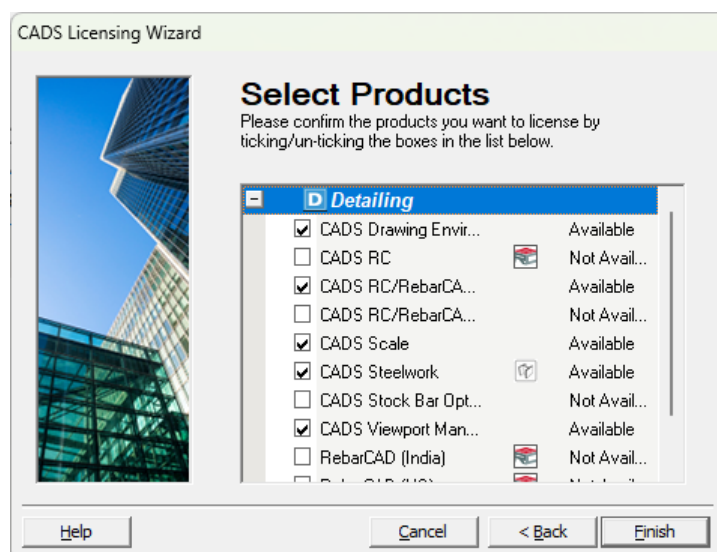 CADS Licensing Wizard
Select Products
Please confirm the products you want to license by
ticking/un-ticking the boxes in the list below.
D Detailing
CADS Drawing Envir... Available
CADS RC Not Avail...
CADS RC/RebarCA... Available
CADS RC/RebarCA... Not Avail...
CADS Scale Available
CADS Steelwork Available
CADS Stock Bar Opt... Not Avail...
CADS Viewport Man... Available
RebarCAD (India) Not Avail...
Help Cancel < Back Finish